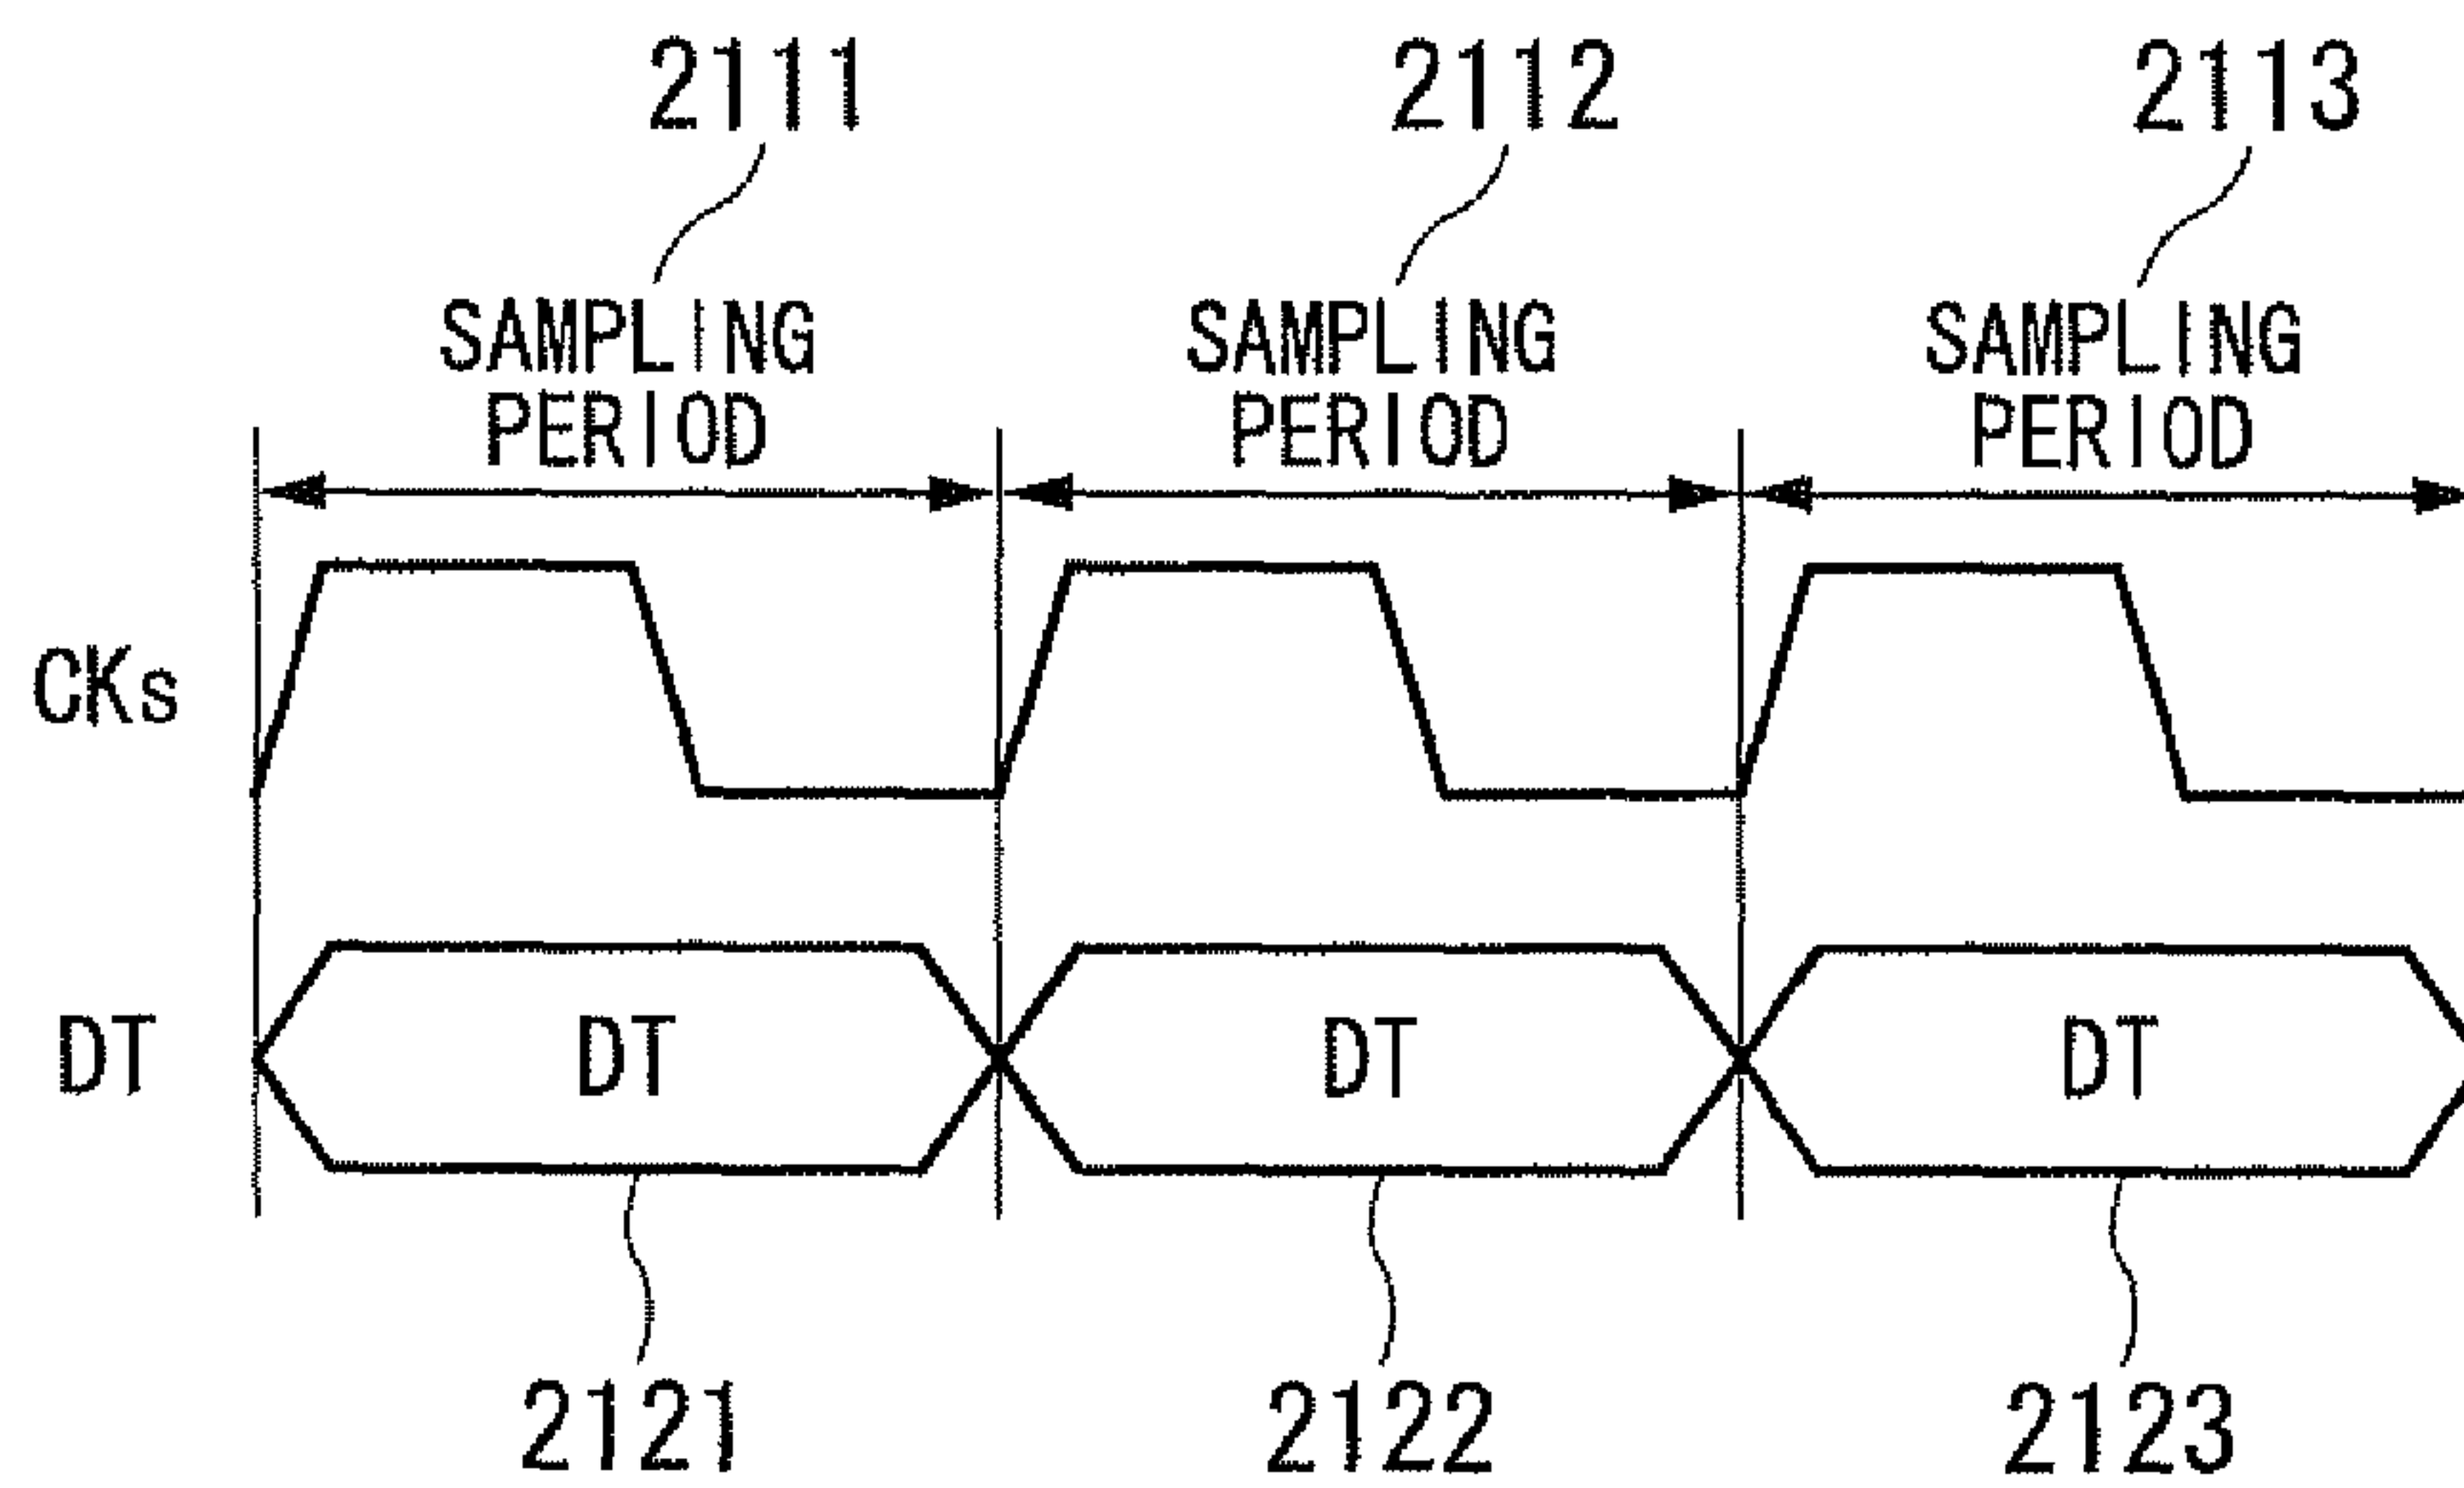 2111 2112 2113
SAMPLING SAMPLING SAMPLING
PERIOD PERIOD PERIOD
CKs
DT DT DT DT
2121 2122 2123